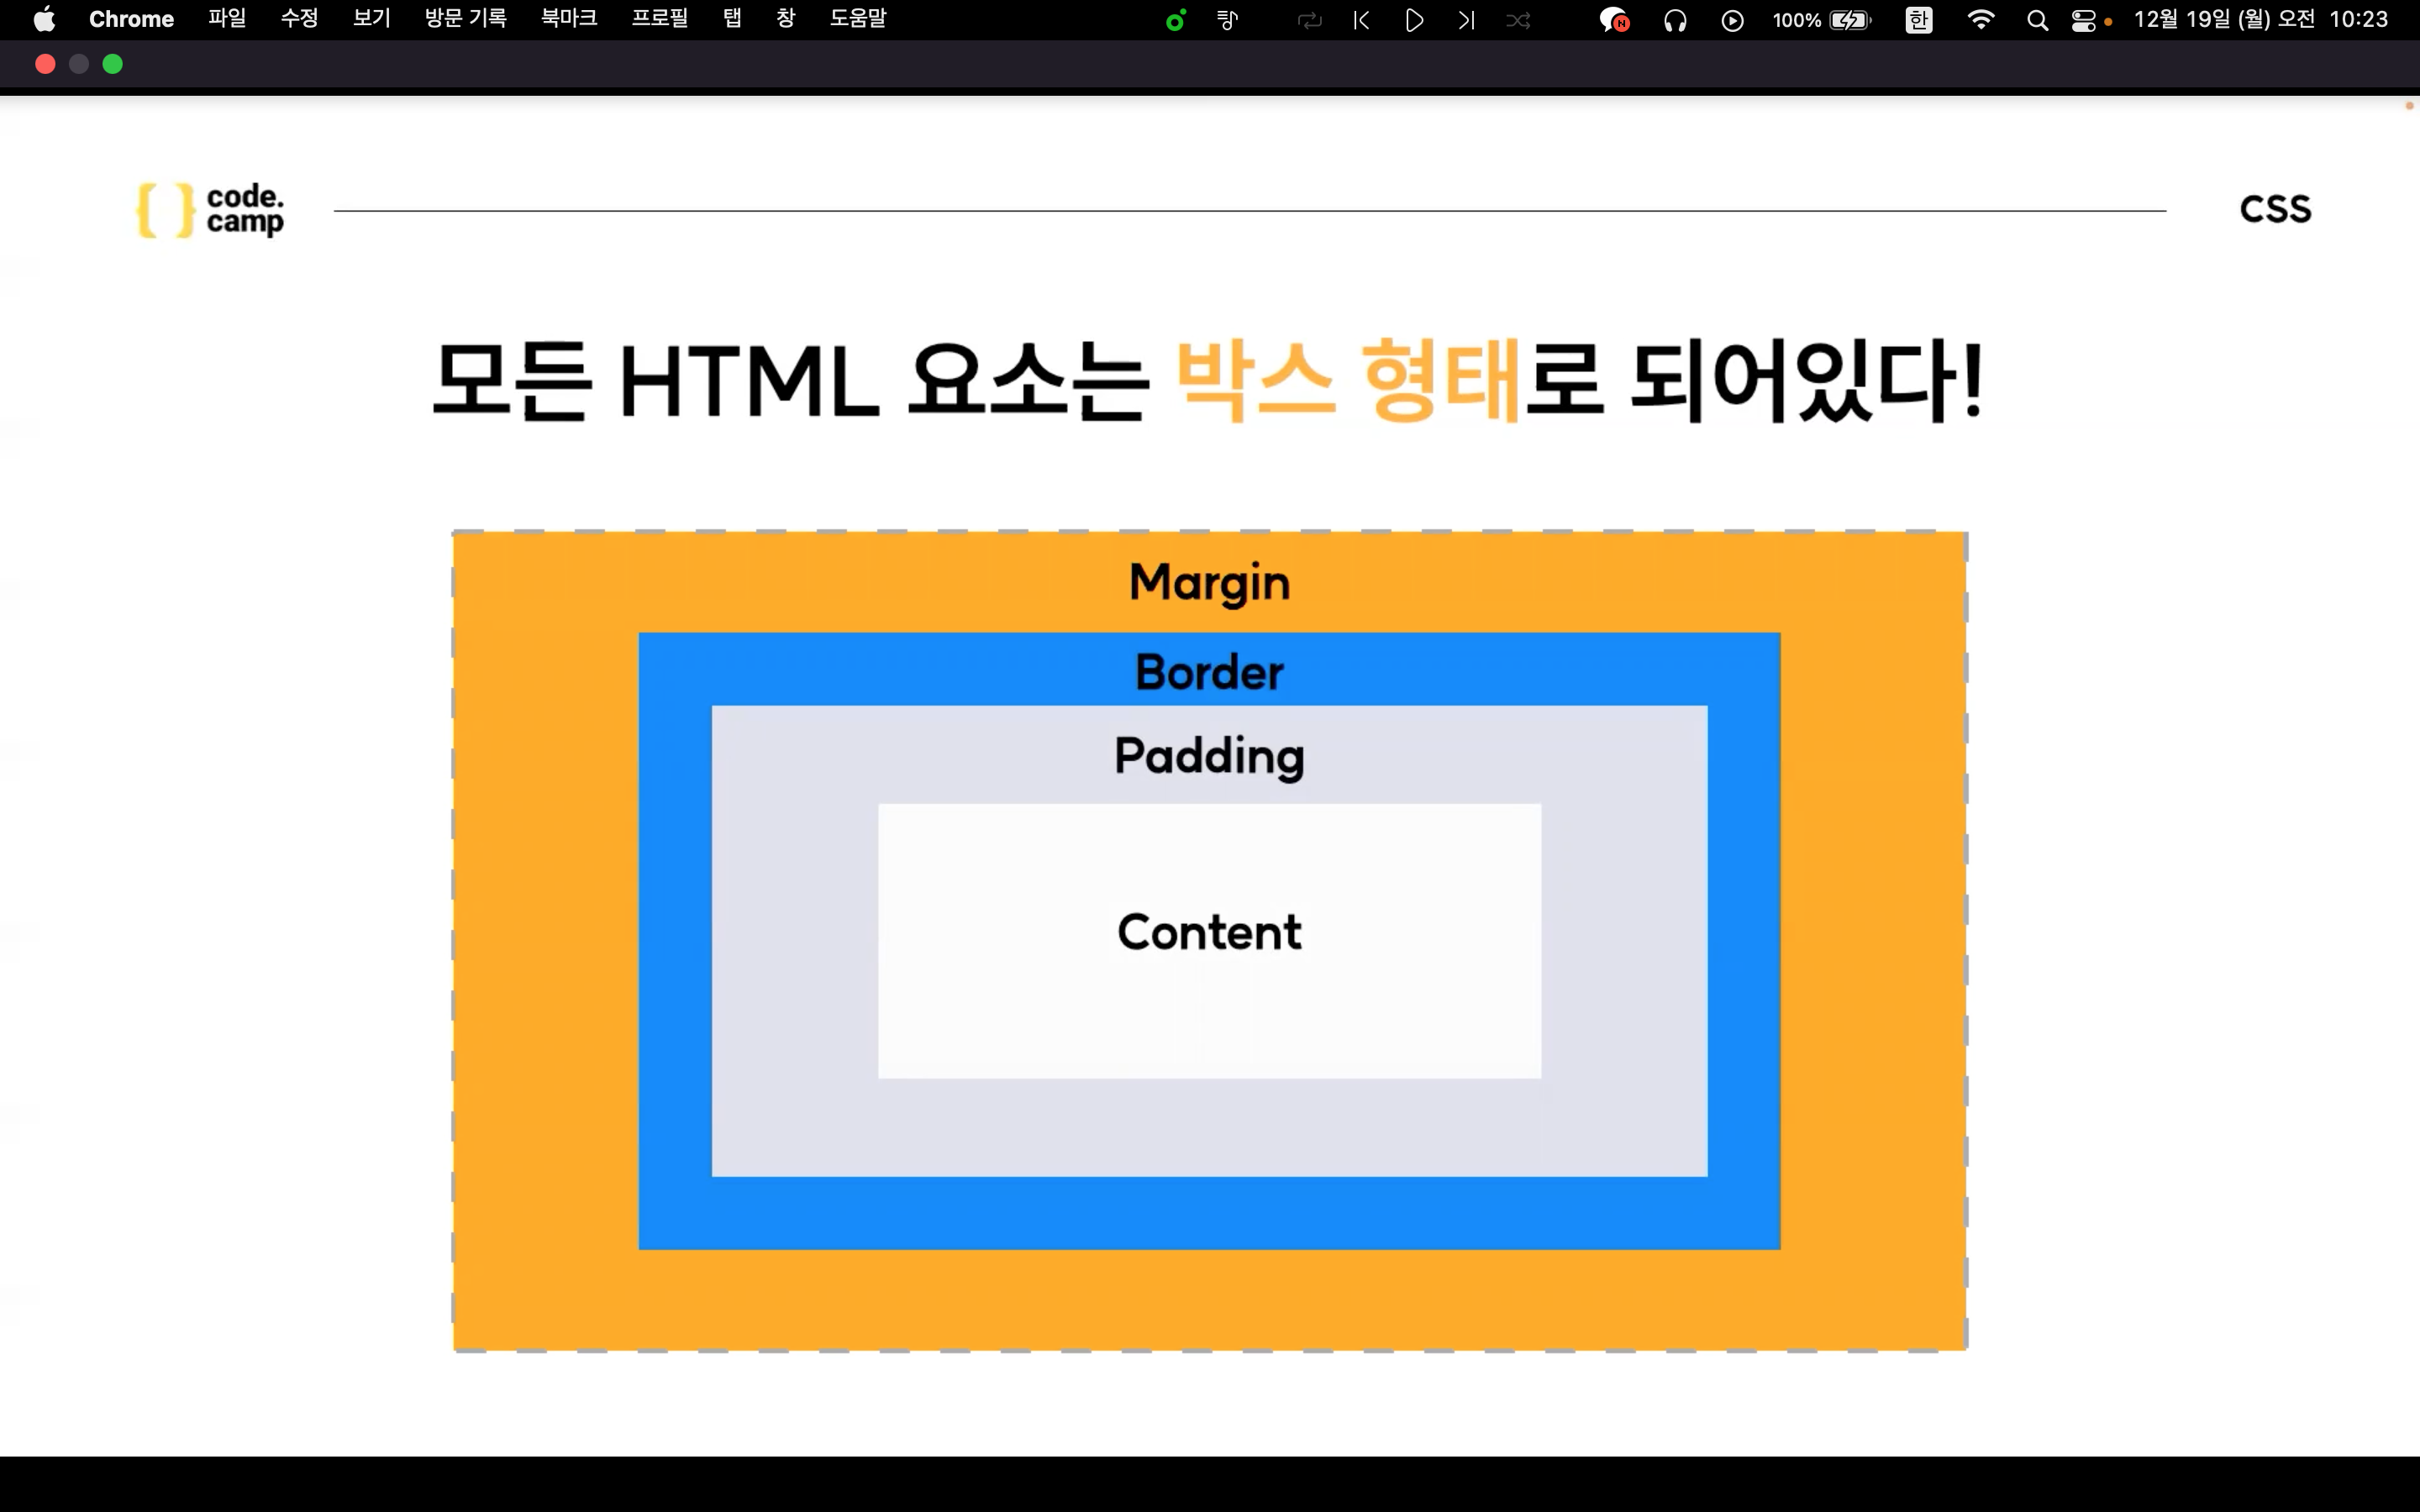 Chrome 파일 수정 보기 방문 기록 북마크 프로필 탭 창 도움말 N 100% 한 12월 19일 (월) 오전 10:23
code.
camp
CSS
모든 HTML 요소는 박스 형태로 되어있다!
Margin
Border
Padding
Content